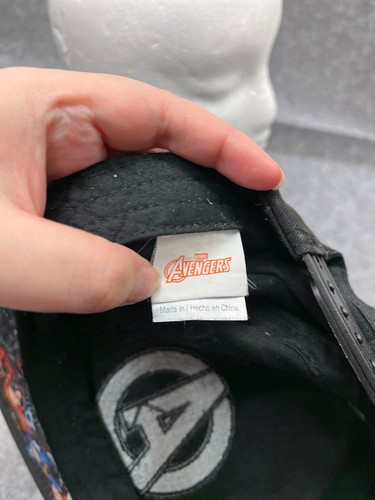 MARVEL
AVENGERS
Made in / Hecho en China
A